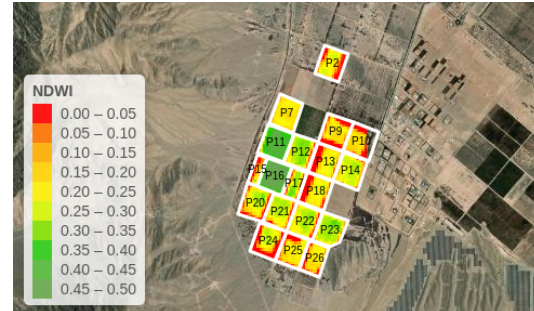 P2
NDWI
0.00 – 0.05
0.05 – 0.10
0.10 – 0.15
0.15 – 0.20
0.20 – 0.25
0.25 – 0.30
0.30 – 0.35
0.35 – 0.40
0.40 – 0.45
0.45 – 0.50
P7
P9
P10
P11
P12
P13
P14
P15
P16
P17
P18
P20
P21
P22
P23
P24
P25
P26